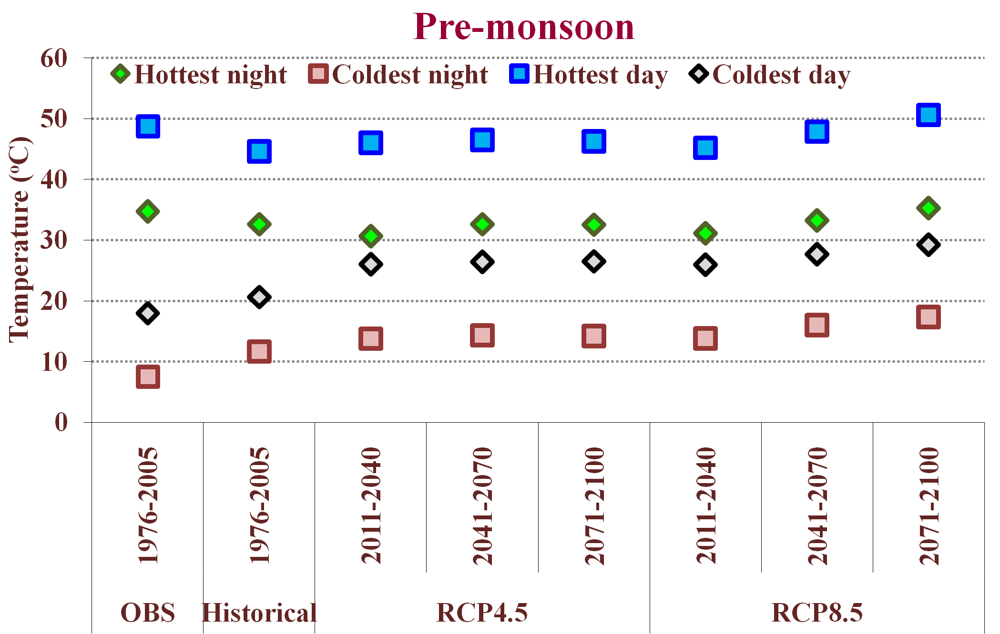 Pre-monsoon
Hottest night Coldest night Hottest day Coldest day
Temperature (ºC)
60
50
40
30
20
10
0
1976-2005 1976-2005 2011-2040 2041-2070 2071-2100 2011-2040 2041-2070 2071-2100
OBS Historical RCP4.5 RCP8.5